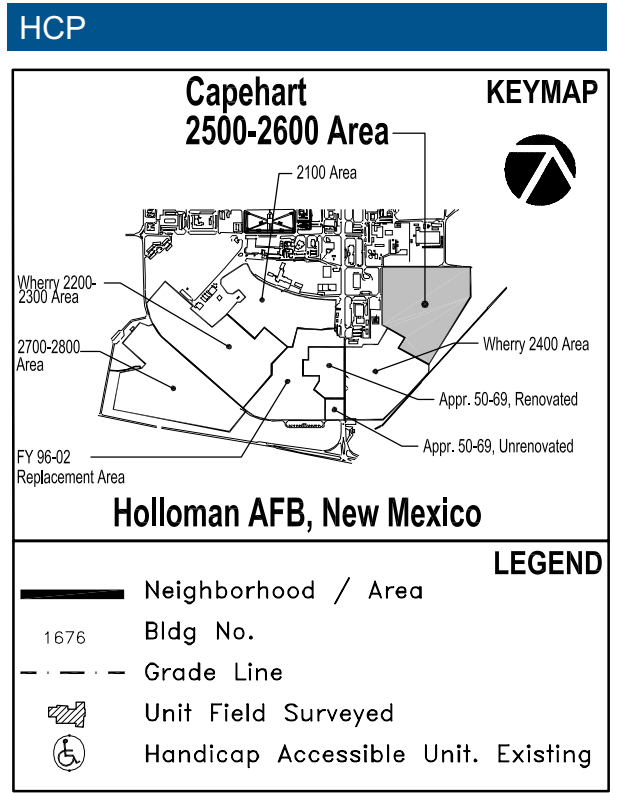 HCP
Capehart
2500-2600 Area
KEYMAP
2100 Area
Wherry 2200-
2300 Area
2700-2800
Area
Wherry 2400 Area
Appr. 50-69, Renovated
Appr. 50-69, Unrenovated
FY 96-02
Replacement Area
Holloman AFB, New Mexico
LEGEND
Neighborhood / Area
1676 Bldg No.
Grade Line
Unit Field Surveyed
Handicap Accessible Unit. Existing